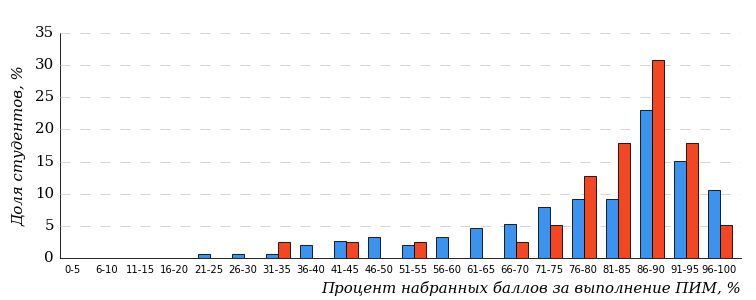 35
30
25
20
15
10
5
0
Доля студентов, %
0-5 6-10 11-15 16-20 21-25 26-30 31-35 36-40 41-45 46-50 51-55 56-60 61-65 66-70 71-75 76-80 81-85 86-90 91-95 96-100
Процент набранных баллов за выполнение ПИМ, %